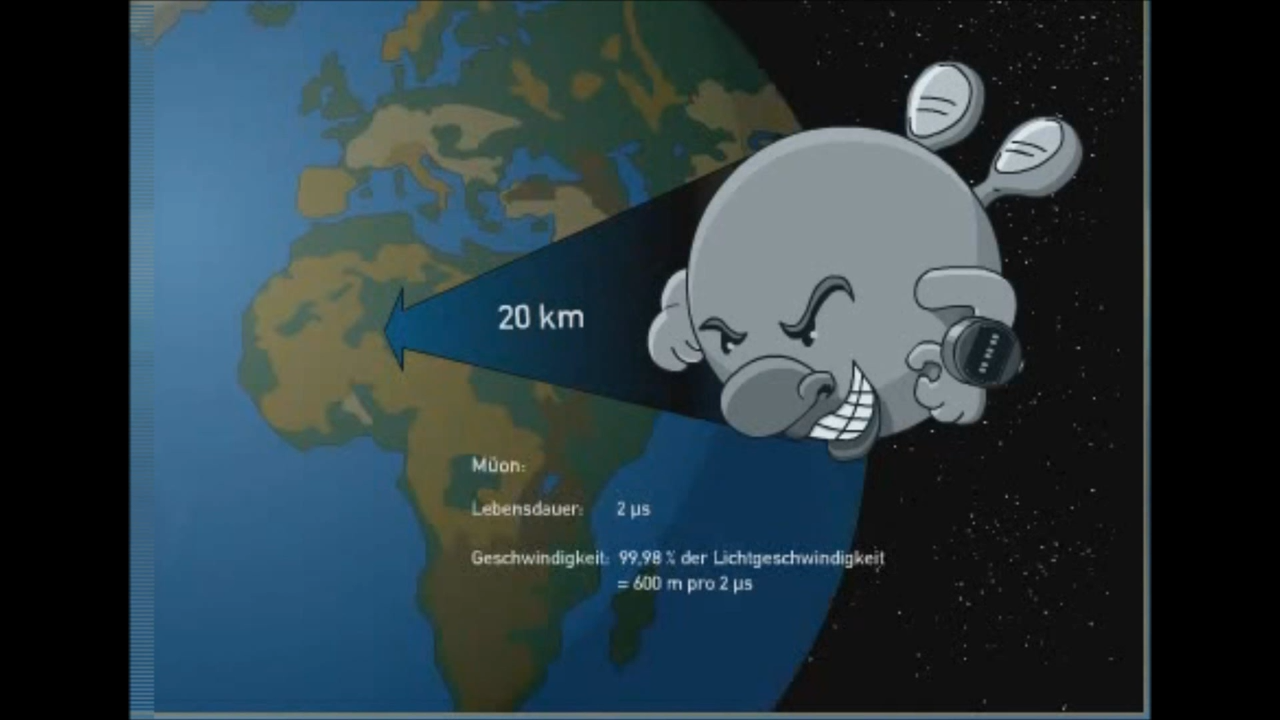 20 km
Müon:
Lebensdauer: 2 µs
Geschwindigkeit: 99,98 % der Lichtgeschwindigkeit
= 600 m pro 2 µs